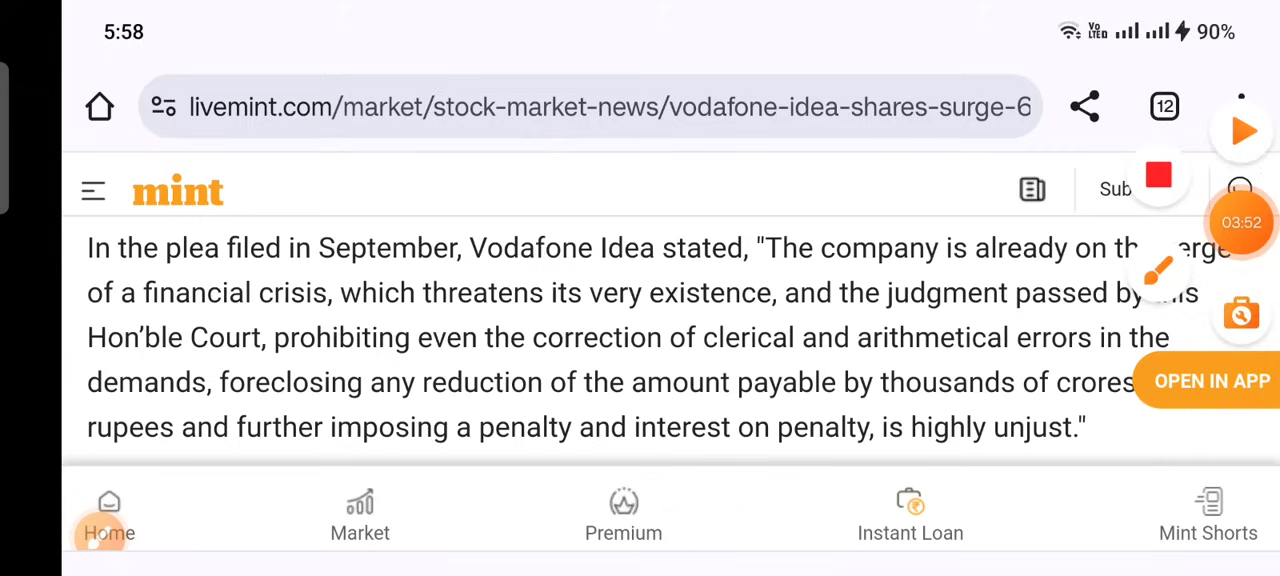 5:58
Vo LTED
90%
livemint.com/market/stock-market-news/vodafone-idea-shares-surge-6
12
mint
Sub
03:52
In the plea filed in September, Vodafone Idea stated, "The company is already on th erge
of a financial crisis, which threatens its very existence, and the judgment passed by this
Hon’ble Court, prohibiting even the correction of clerical and arithmetical errors in the
demands, foreclosing any reduction of the amount payable by thousands of crores
OPEN IN APP
rupees and further imposing a penalty and interest on penalty, is highly unjust."
Home
Market
Premium
Instant Loan
Mint Shorts